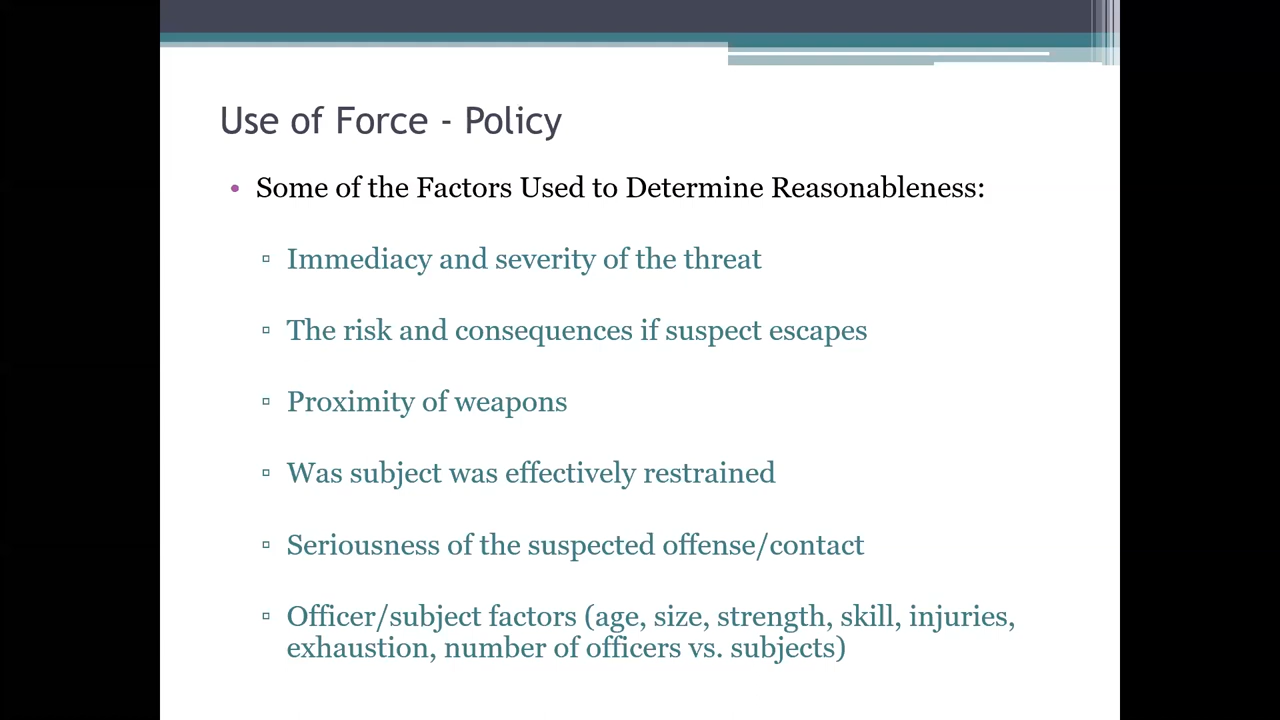 Use of Force - Policy
• Some of the Factors Used to Determine Reasonableness:
▫ Immediacy and severity of the threat
▫ The risk and consequences if suspect escapes
▫ Proximity of weapons
▫ Was subject was effectively restrained
▫ Seriousness of the suspected offense/contact
▫ Officer/subject factors (age, size, strength, skill, injuries,
exhaustion, number of officers vs. subjects)